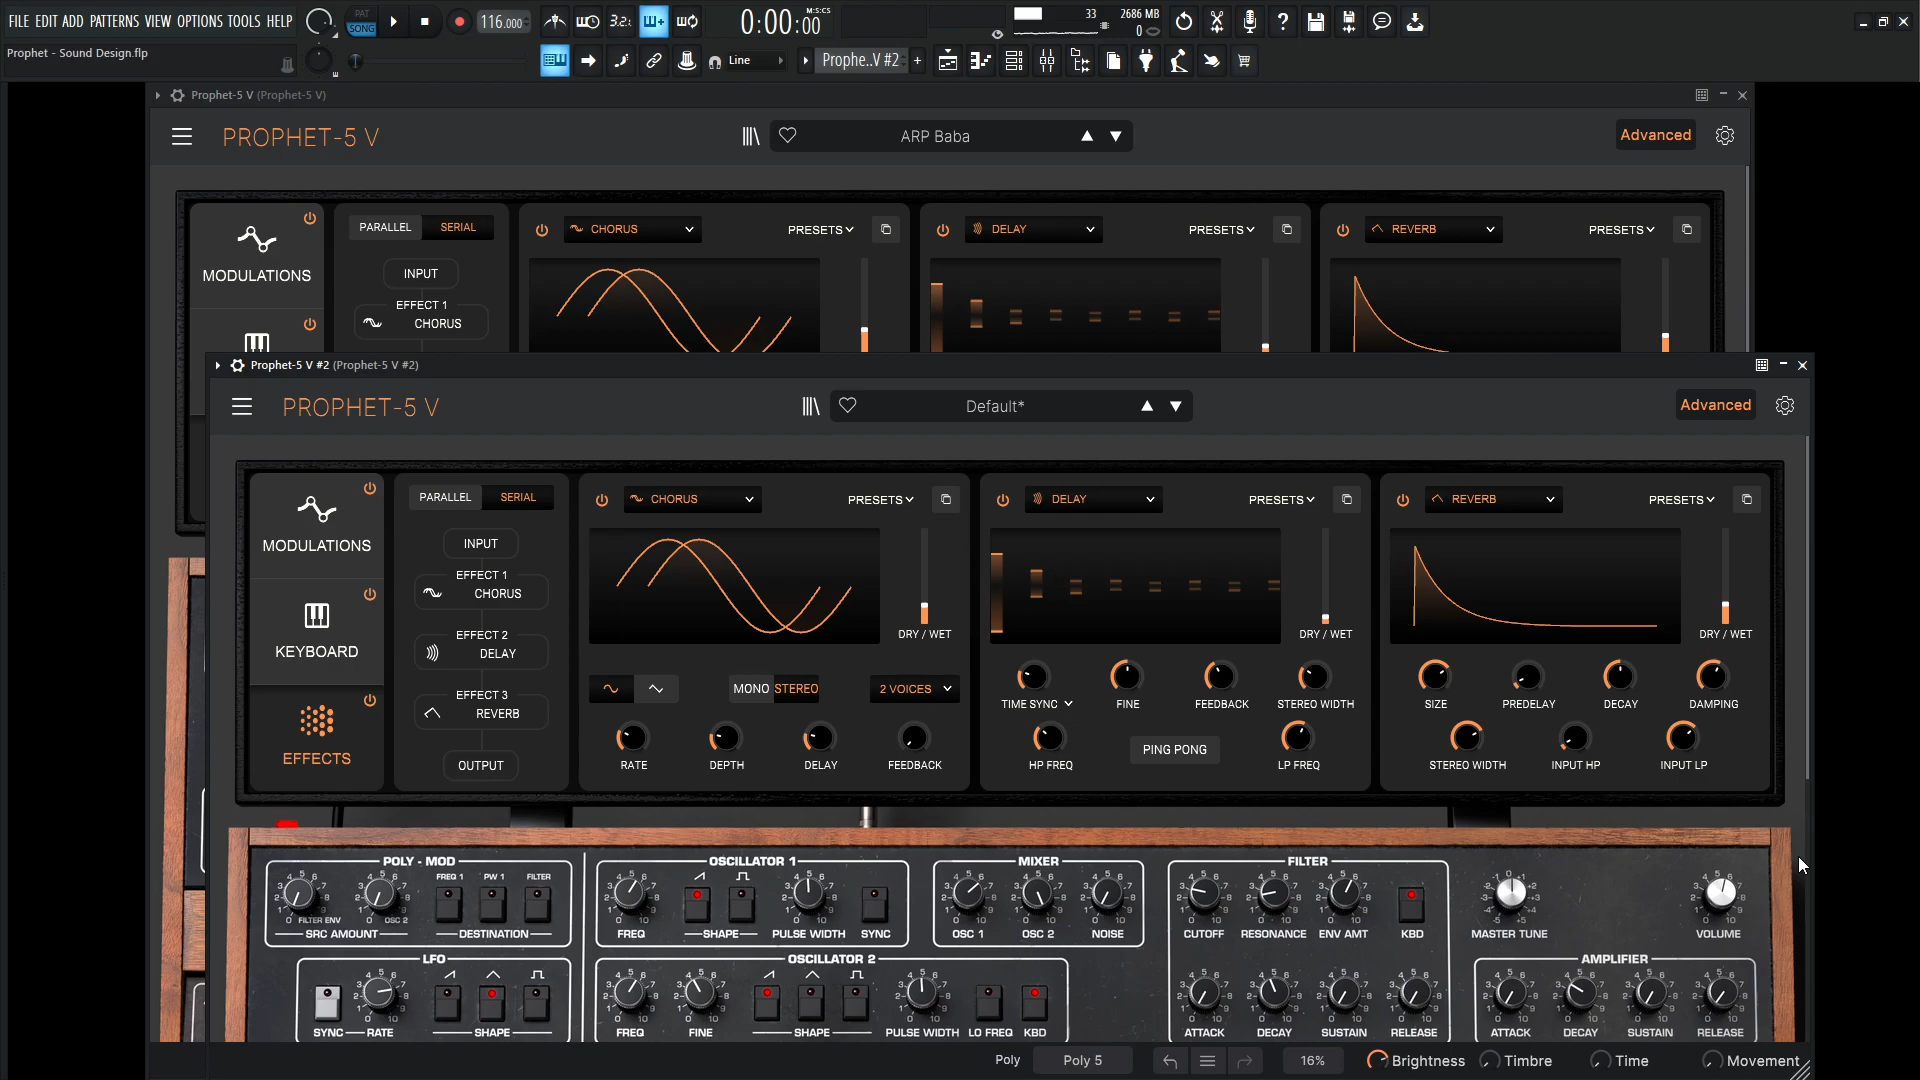 FILE EDIT ADD PATTERNS VIEW OPTIONS TOOLS HELP
PAT
SONG
116.000
3.2.
0:00:00
M:S:CS
33
2686 MB
0
Prophet - Sound Design.flp
Line
Prophe..V #2
Prophet-5 V (Prophet-5 V)
PROPHET-5 V
ARP Baba
Advanced
MODULATIONS
PARALLEL SERIAL
INPUT
EFFECT 1
CHORUS
CHORUS
PRESETS
DELAY
PRESETS
REVERB
PRESETS
Prophet-5 V #2 (Prophet-5 V #2)
PROPHET-5 V
Default*
Advanced
MODULATIONS
KEYBOARD
EFFECTS
PARALLEL SERIAL
INPUT
EFFECT 1
CHORUS
EFFECT 2
DELAY
EFFECT 3
REVERB
OUTPUT
CHORUS
PRESETS
DRY / WET
MONO STEREO
2 VOICES
RATE DEPTH DELAY FEEDBACK
DELAY
PRESETS
DRY / WET
TIME SYNC FINE FEEDBACK STEREO WIDTH
HP FREQ PING PONG LP FREQ
REVERB
PRESETS
DRY / WET
SIZE PREDELAY DECAY DAMPING
STEREO WIDTH INPUT HP INPUT LP
POLY - MOD
FREQ 1 PW 1 FILTER
FILTER ENV OSC 2
SRC AMOUNT DESTINATION
OSCILLATOR 1
FREQ SHAPE PULSE WIDTH SYNC
MIXER
OSC 1 OSC 2 NOISE
FILTER
CUTOFF RESONANCE ENV AMT KBD
MASTER TUNE
VOLUME
LFO
SYNC RATE SHAPE
OSCILLATOR 2
FREQ FINE SHAPE PULSE WIDTH LO FREQ KBD
ATTACK DECAY SUSTAIN RELEASE
AMPLIFIER
ATTACK DECAY SUSTAIN RELEASE
Poly Poly 5 16% Brightness Timbre Time Movement